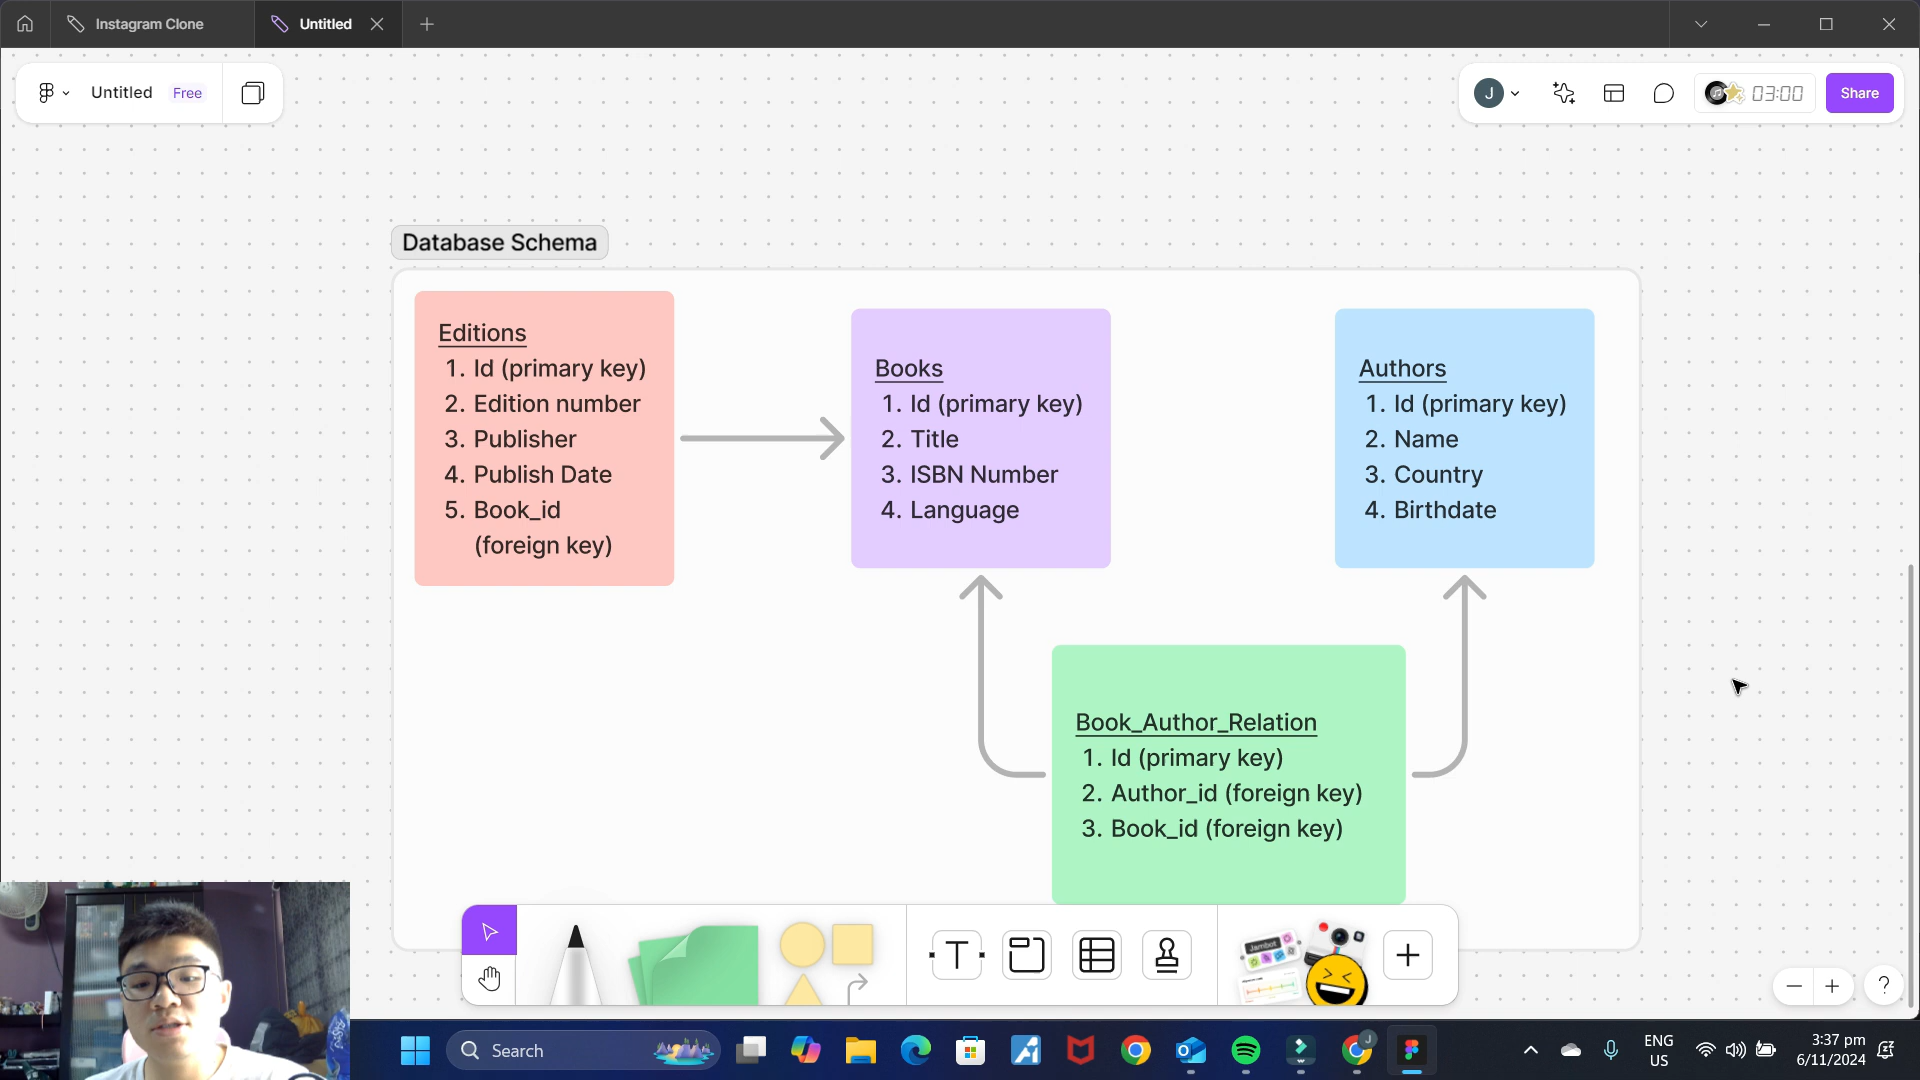 Instagram Clone
Untitled
Untitled
Free
J
03:00
Share
Database Schema
Editions
1. Id (primary key)
2. Edition number
3. Publisher
4. Publish Date
5. Book_id
(foreign key)
Books
1. Id (primary key)
2. Title
3. ISBN Number
4. Language
Authors
1. Id (primary key)
2. Name
3. Country
4. Birthdate
Book_Author_Relation
1. Id (primary key)
2. Author_id (foreign key)
3. Book_id (foreign key)
T
Jambot
?
Search
J
ENG
US
3:37 pm
6/11/2024